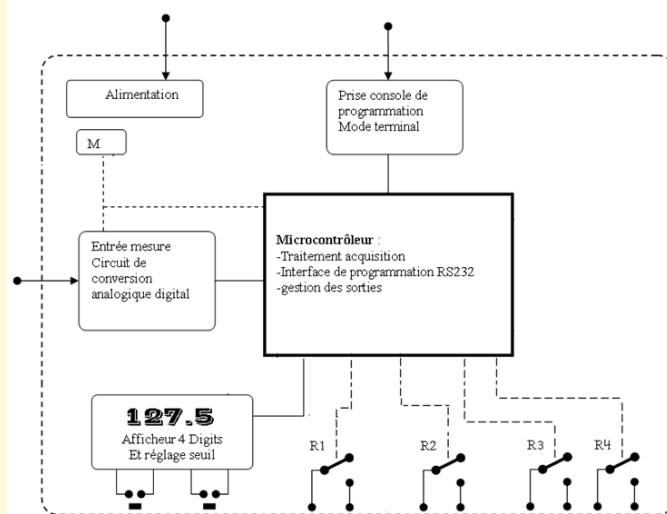 Alimentation
Prise console de
programmation
Mode terminal
M
Entrée mesure
Circuit de
conversion
analogique digital
Microcontrôleur :
-Traitement acquisition
-Interface de programmation RS232
-gestion des sorties
127.5
Afficheur 4 Digits
Et réglage seuil
R1
R2
R3
R4